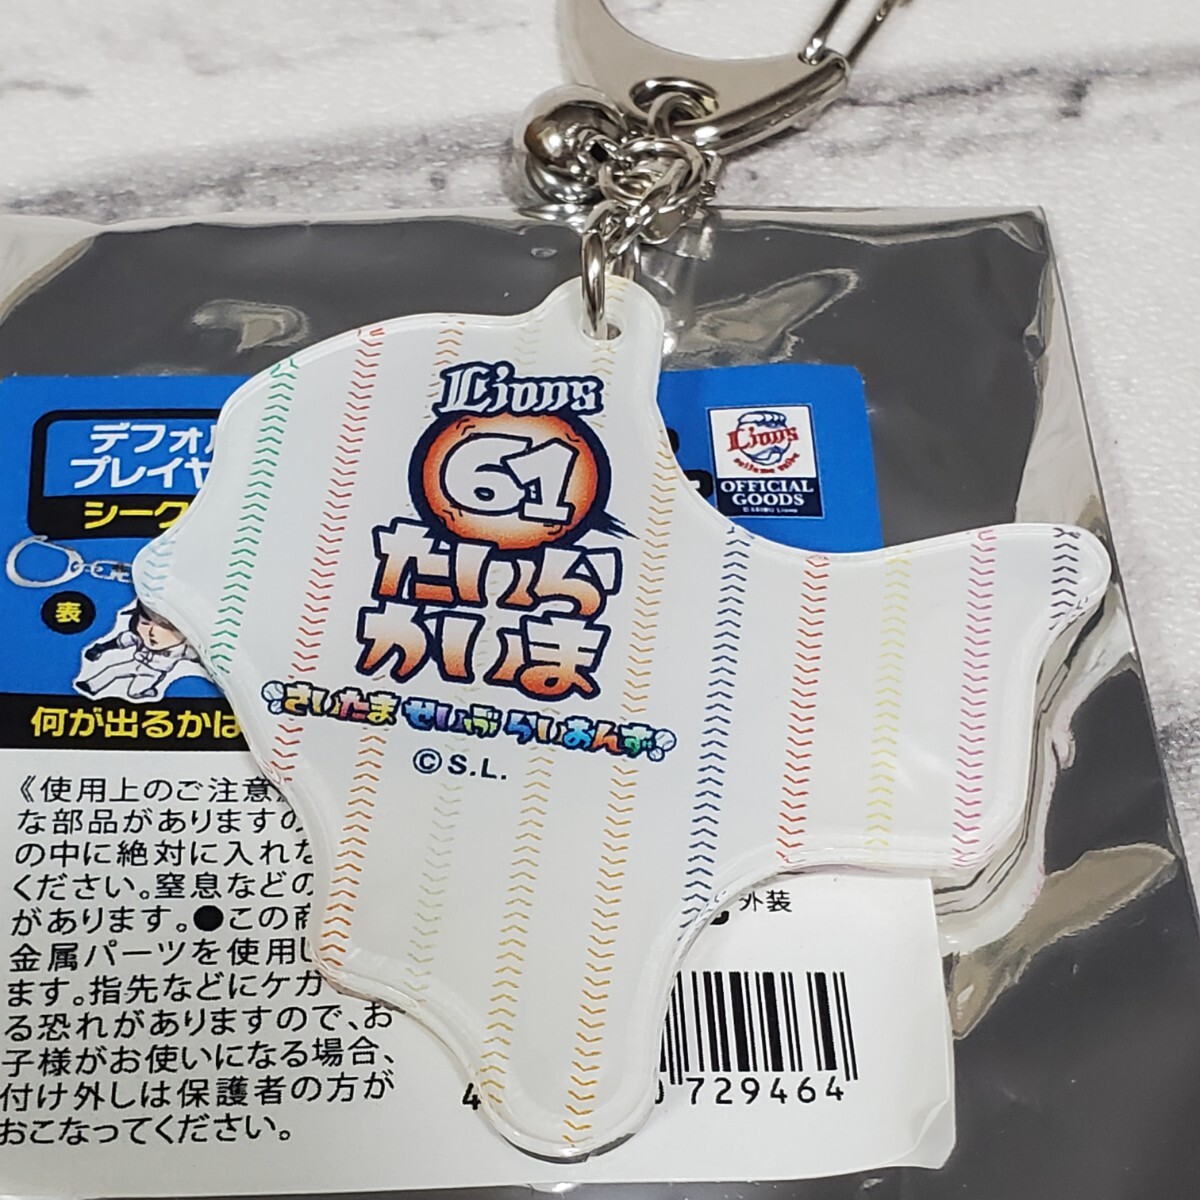 Lions
61
たいら
かいま
さいたま せいぶ らいおんず
©S.L.
デフォル
プレイヤ
シーク
表
何が出るかは
Lions
OFFICIAL
GOODS
《使用上のご注意
な部品がありますの
の中に絶対に入れな
ください。窒息などの
があります。●この商
金属パーツを使用し
ます。指先などにケガ
る恐れがありますので、お
子様がお使いになる場合、
付け外しは保護者の方が
おこなってください。
外装
4
0 729464